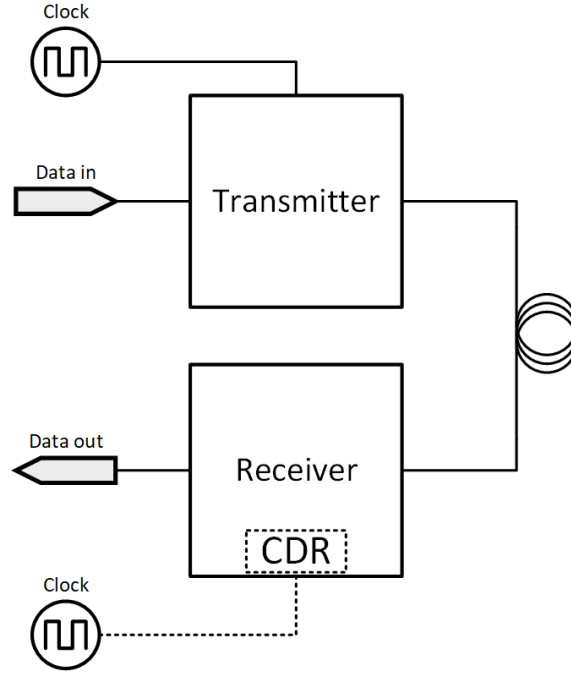 Clock
Data in
Transmitter
Data out
Receiver
CDR
Clock